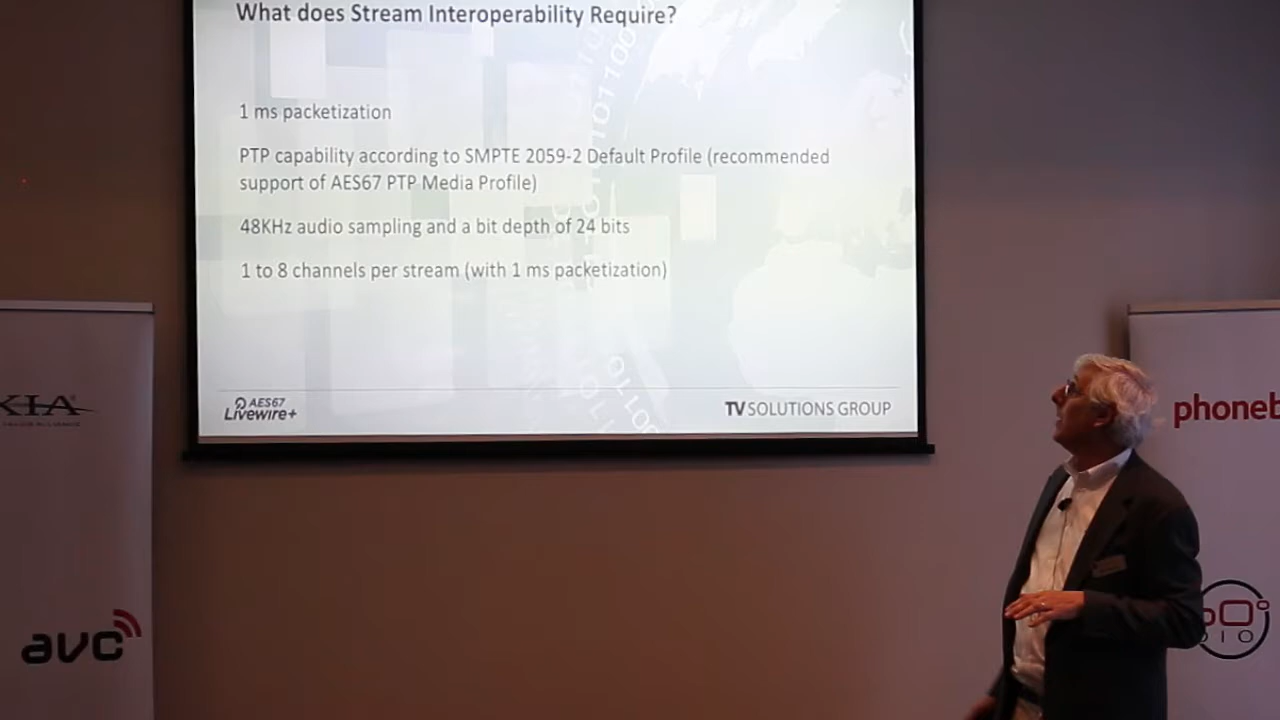 What does Stream Interoperability Require?
1 ms packetization
PTP capability according to SMPTE 2059-2 Default Profile (recommended
support of AES67 PTP Media Profile)
48KHz audio sampling and a bit depth of 24 bits
1 to 8 channels per stream (with 1 ms packetization)
AES67
Livewire+
TV SOLUTIONS GROUP
KIA
avc
phoneb